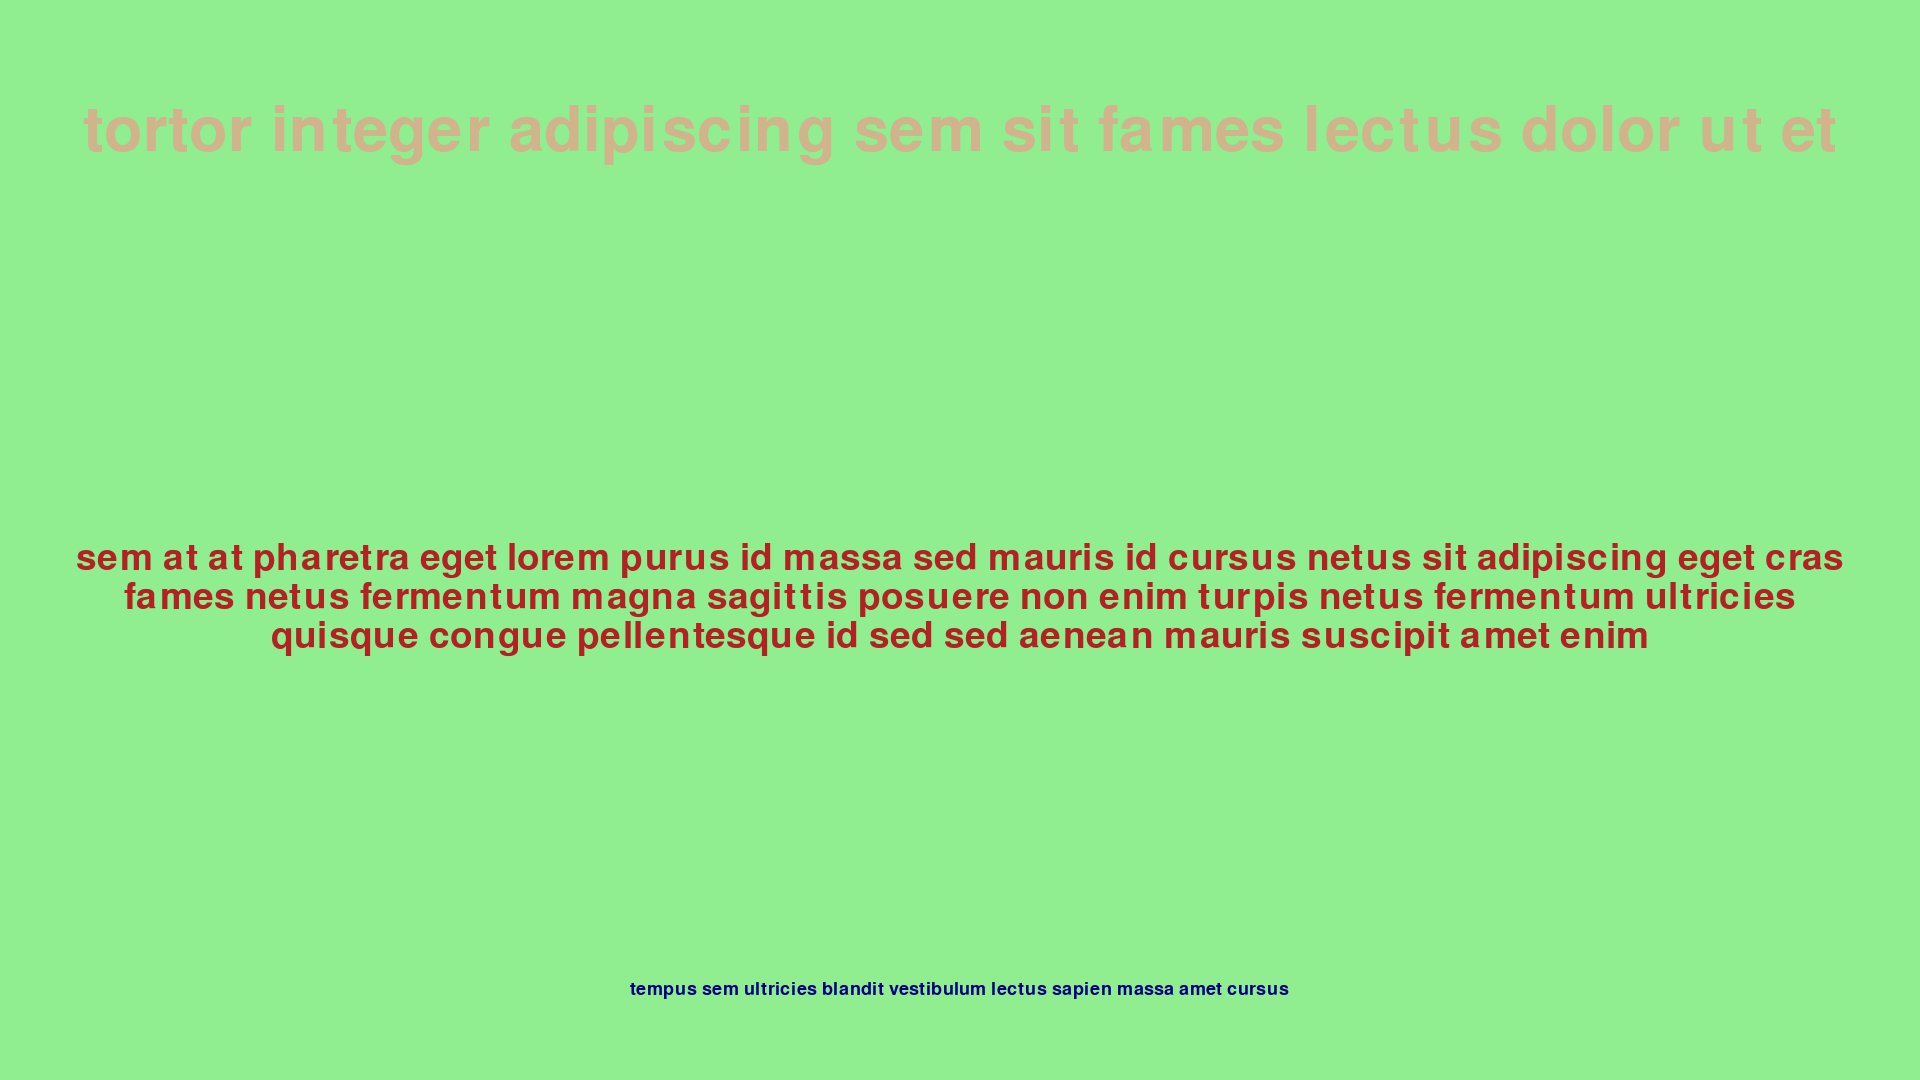 tortor integer adipiscing sem sit fames lectus dolor ut et
sem at at pharetra eget lorem purus id massa sed mauris id cursus netus sit adipiscing eget cras
fames netus fermentum magna sagittis posuere non enim turpis netus fermentum ultricies
quisque congue pellentesque id sed sed aenean mauris suscipit amet enim
tempus sem ultricies blandit vestibulum lectus sapien massa amet cursus